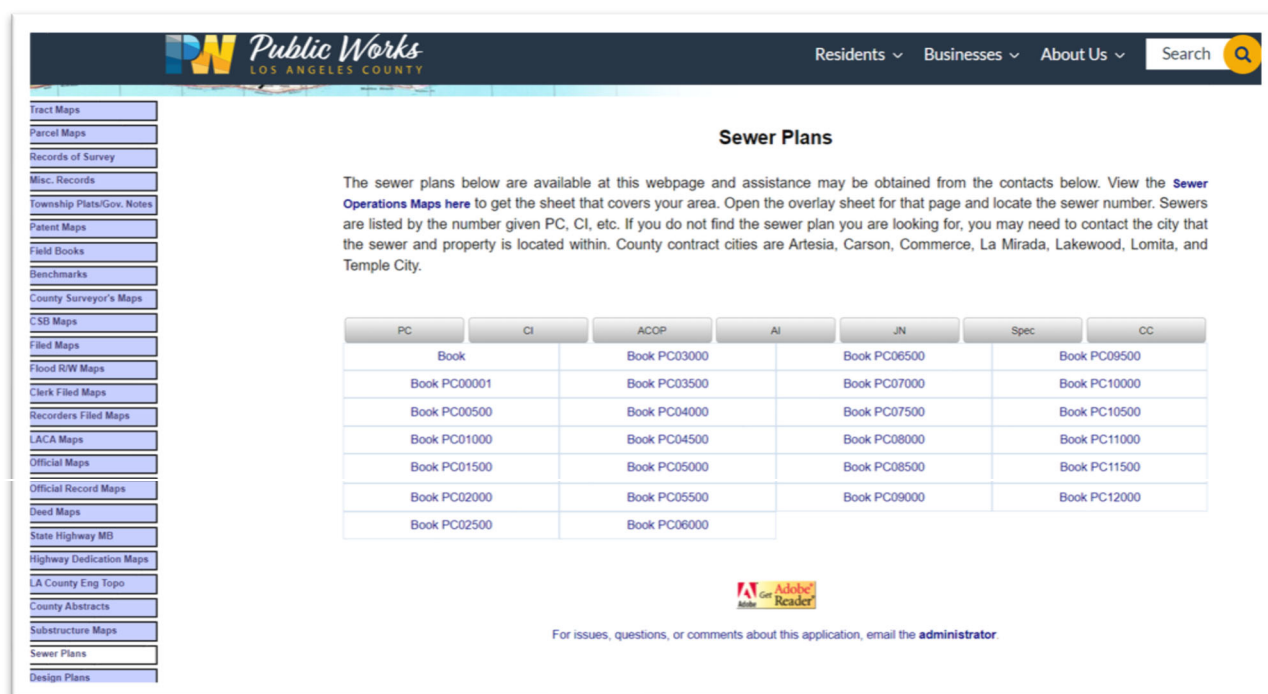 Public Works
LOS ANGELES COUNTY
Residents
Businesses
About Us
Search
Tract Maps
Parcel Maps
Records of Survey
Misc. Records
Township Plats/Gov. Notes
Patent Maps
Field Books
Benchmarks
County Surveyor's Maps
CSB Maps
Filed Maps
Flood R/W Maps
Clerk Filed Maps
Recorders Filed Maps
LACA Maps
Official Maps
Official Record Maps
Deed Maps
State Highway MB
Highway Dedication Maps
LA County Eng Topo
County Abstracts
Substructure Maps
Sewer Plans
Design Plans
Sewer Plans
The sewer plans below are available at this webpage and assistance may be obtained from the contacts below. View the Sewer
Operations Maps here to get the sheet that covers your area. Open the overlay sheet for that page and locate the sewer number. Sewers
are listed by the number given PC, CI, etc. If you do not find the sewer plan you are looking for, you may need to contact the city that
the sewer and property is located within. County contract cities are Artesia, Carson, Commerce, La Mirada, Lakewood, Lomita, and
Temple City.
PC CI ACOP AI JN Spec CC
Book Book PC03000 Book PC06500 Book PC09500
Book PC00001 Book PC03500 Book PC07000 Book PC10000
Book PC00500 Book PC04000 Book PC07500 Book PC10500
Book PC01000 Book PC04500 Book PC08000 Book PC11000
Book PC01500 Book PC05000 Book PC08500 Book PC11500
Book PC02000 Book PC05500 Book PC09000 Book PC12000
Book PC02500 Book PC06000
Adobe
Get Adobe
Reader
For issues, questions, or comments about this application, email the administrator.